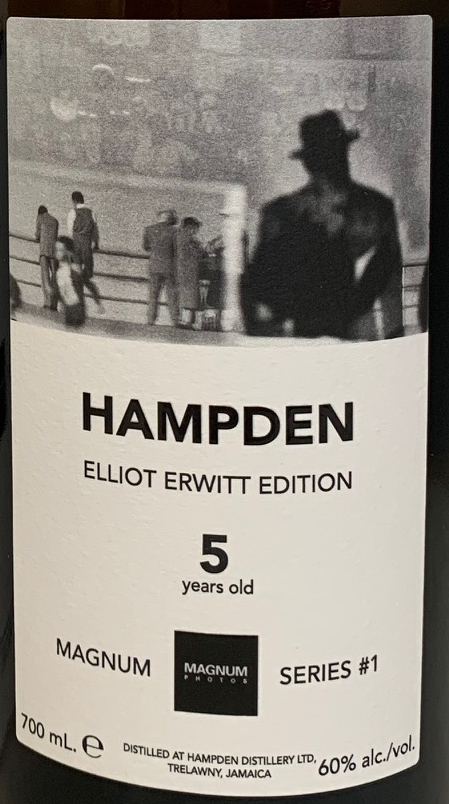 HAMPDEN
ELLIOT ERWITT EDITION
5
years old
MAGNUM
MAGNUM
PHOTOS
SERIES #1
700 mL. ℮
DISTILLED AT HAMPDEN DISTILLERY LTD,
TRELAWNY, JAMAICA
60% alc./vol.